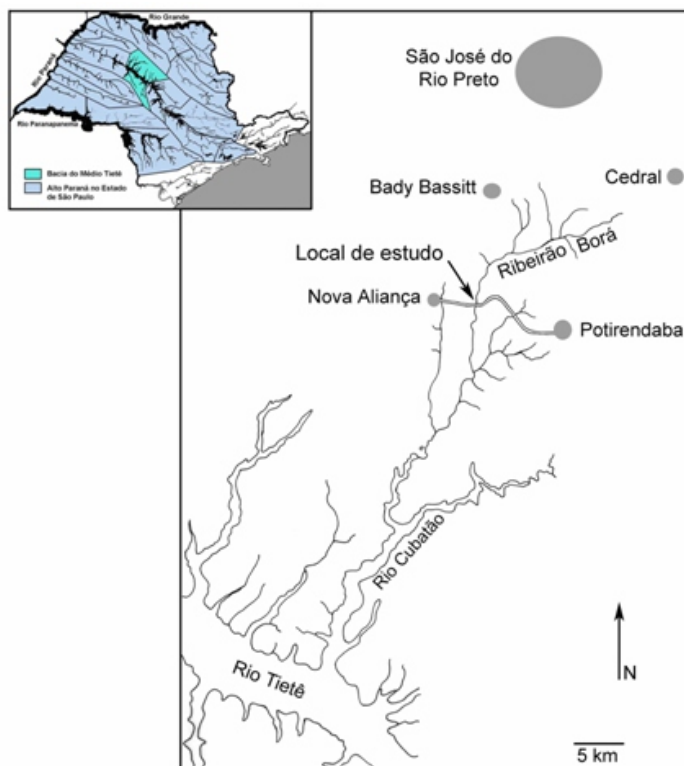 Rio Grande
Rio Paraná
Rio Paranapanema
Bacia do Médio Tietê
Alto Paraná no Estado
de São Paulo
São José do
Rio Preto
Bady Bassitt
Cedral
Ribeirão Borá
Local de estudo
Nova Aliança
Potirendaba
Rio Cubatão
Rio Tietê
N
5 km